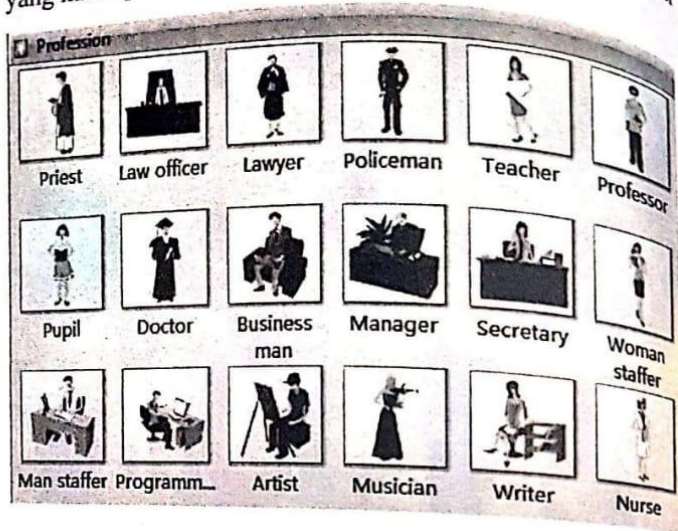 yang
Profession
Priest Law officer Lawyer Policeman Teacher Professor
Pupil Doctor Business man Manager Secretary Woman staffer
Man staffer Programm... Artist Musician Writer Nurse